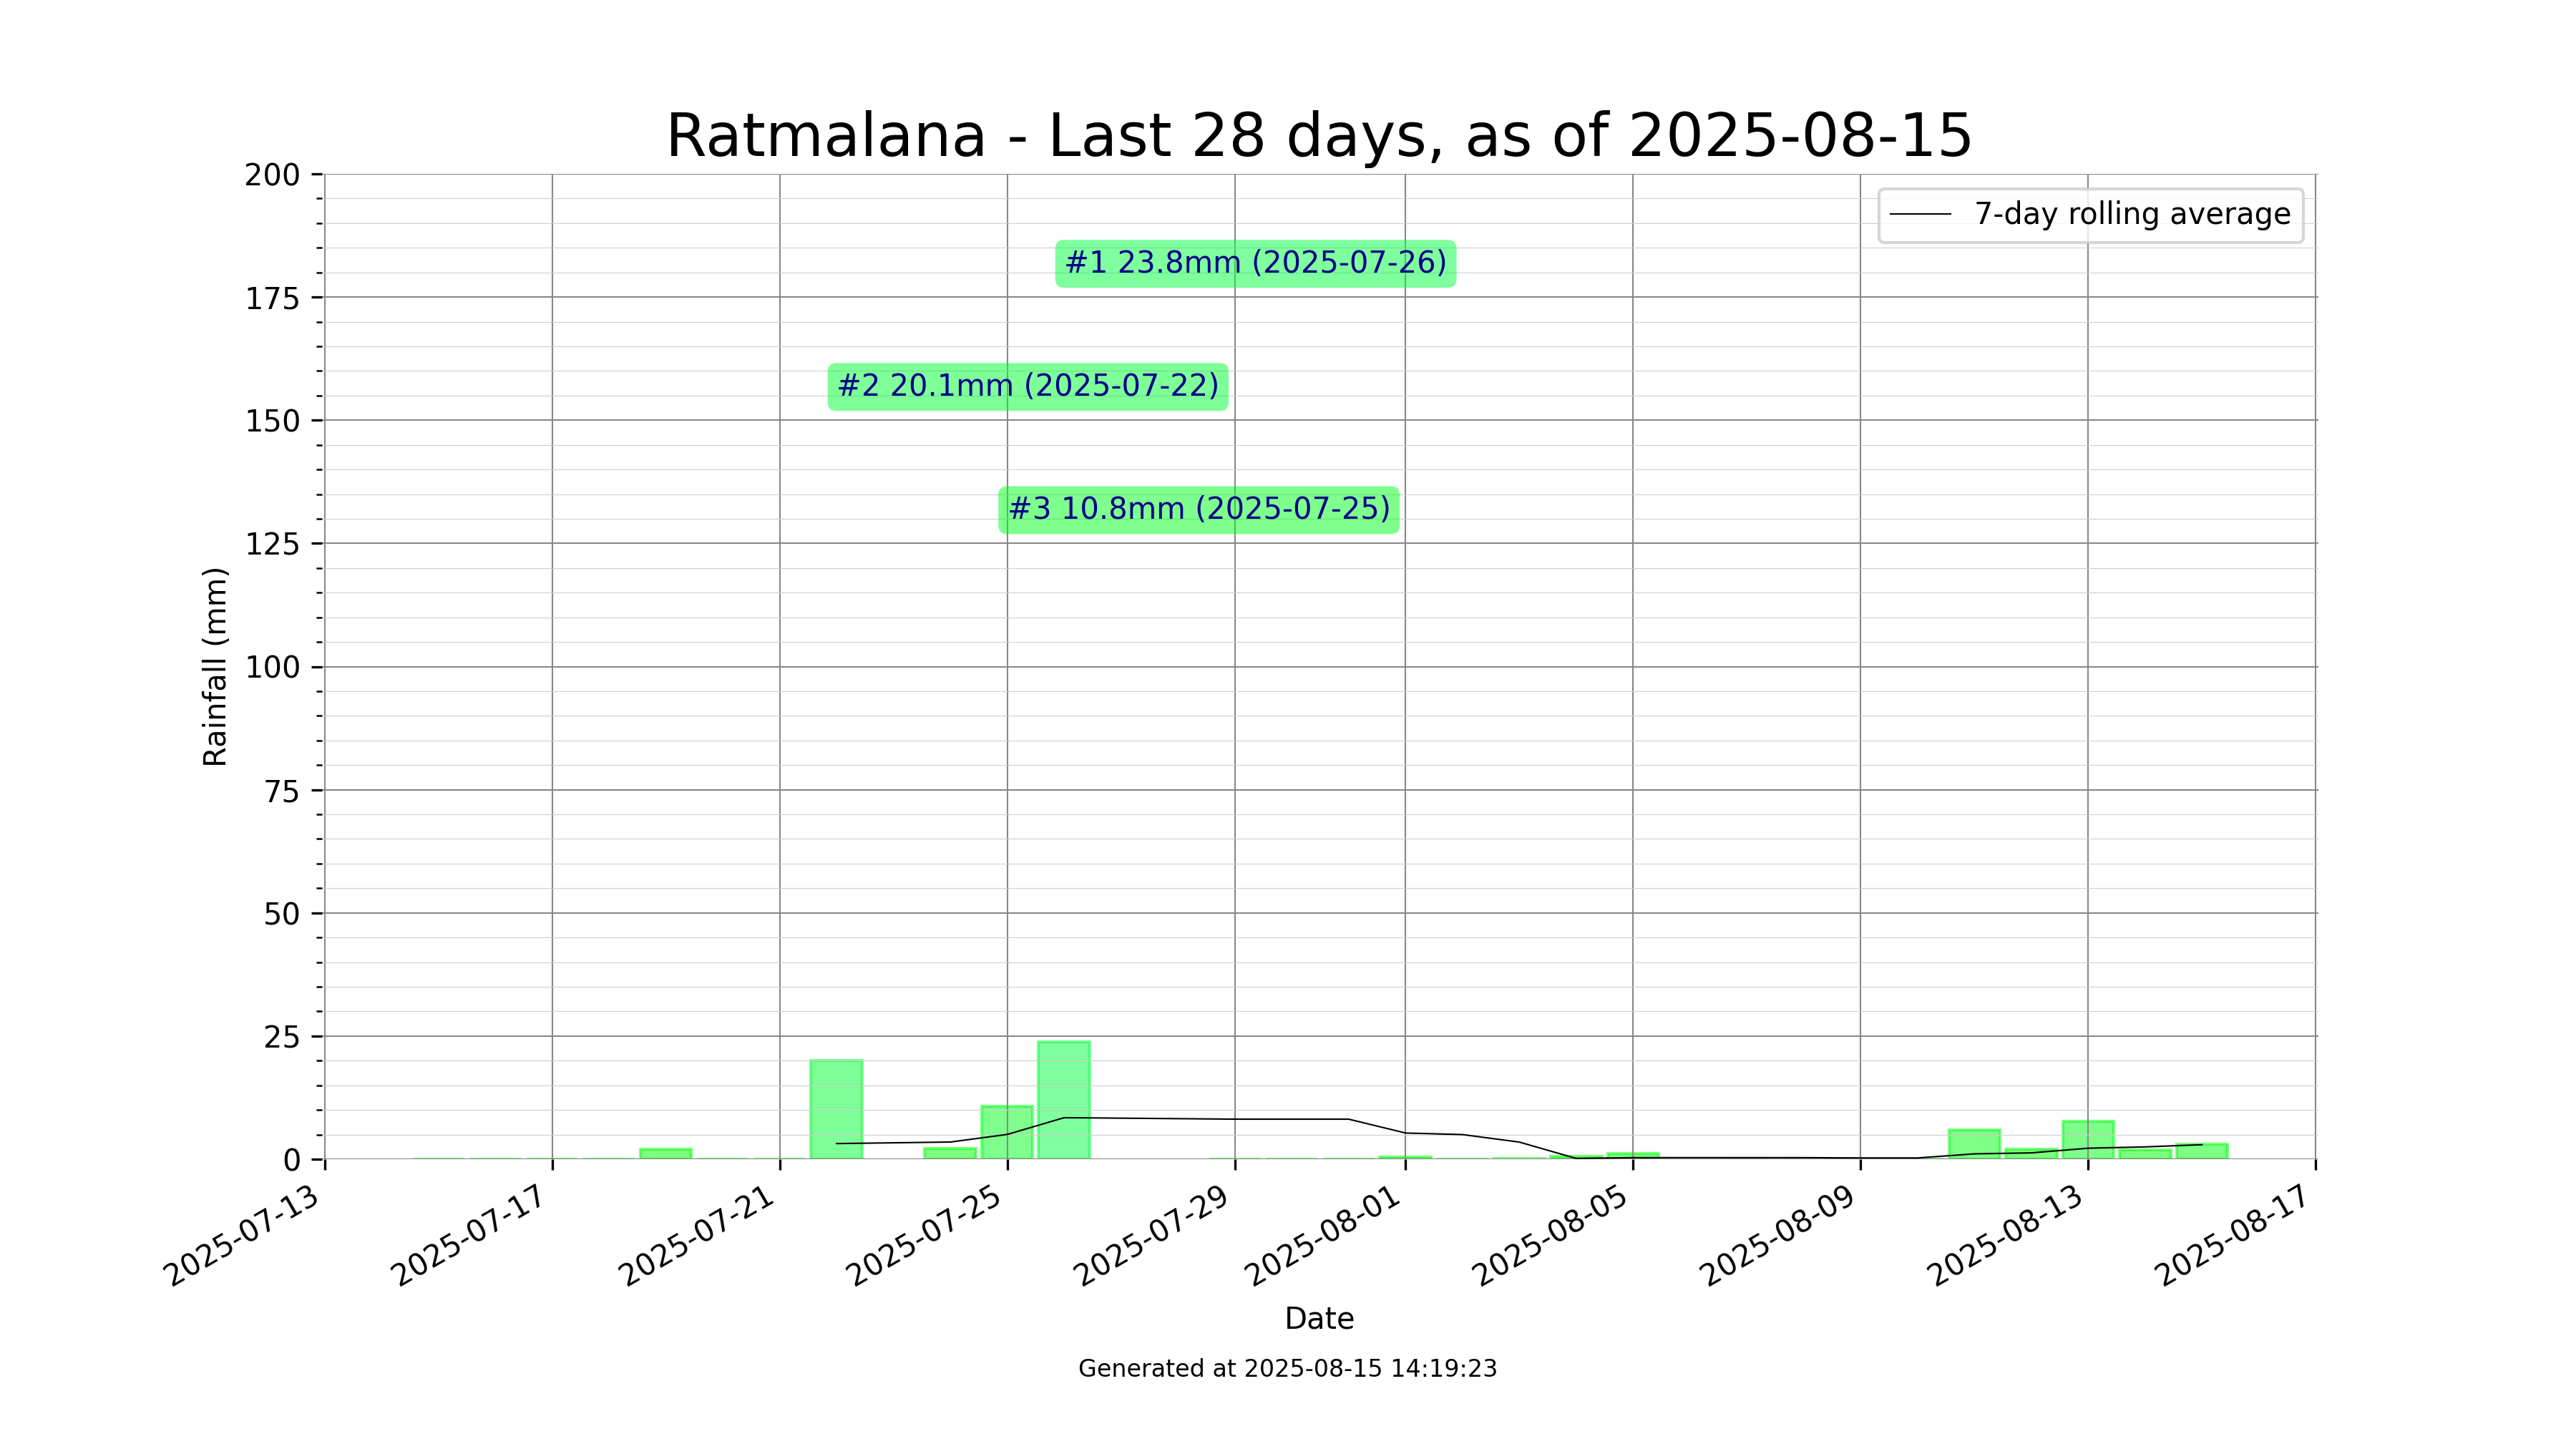 Ratmalana - Last 28 days, as of 2025-08-15
7-day rolling average
#1 23.8mm (2025-07-26)
#2 20.1mm (2025-07-22)
#3 10.8mm (2025-07-25)
Rainfall (mm)
200
175
150
125
100
75
50
25
0
2025-07-13
2025-07-17
2025-07-21
2025-07-25
2025-07-29
2025-08-01
2025-08-05
2025-08-09
2025-08-13
2025-08-17
Date
Generated at 2025-08-15 14:19:23